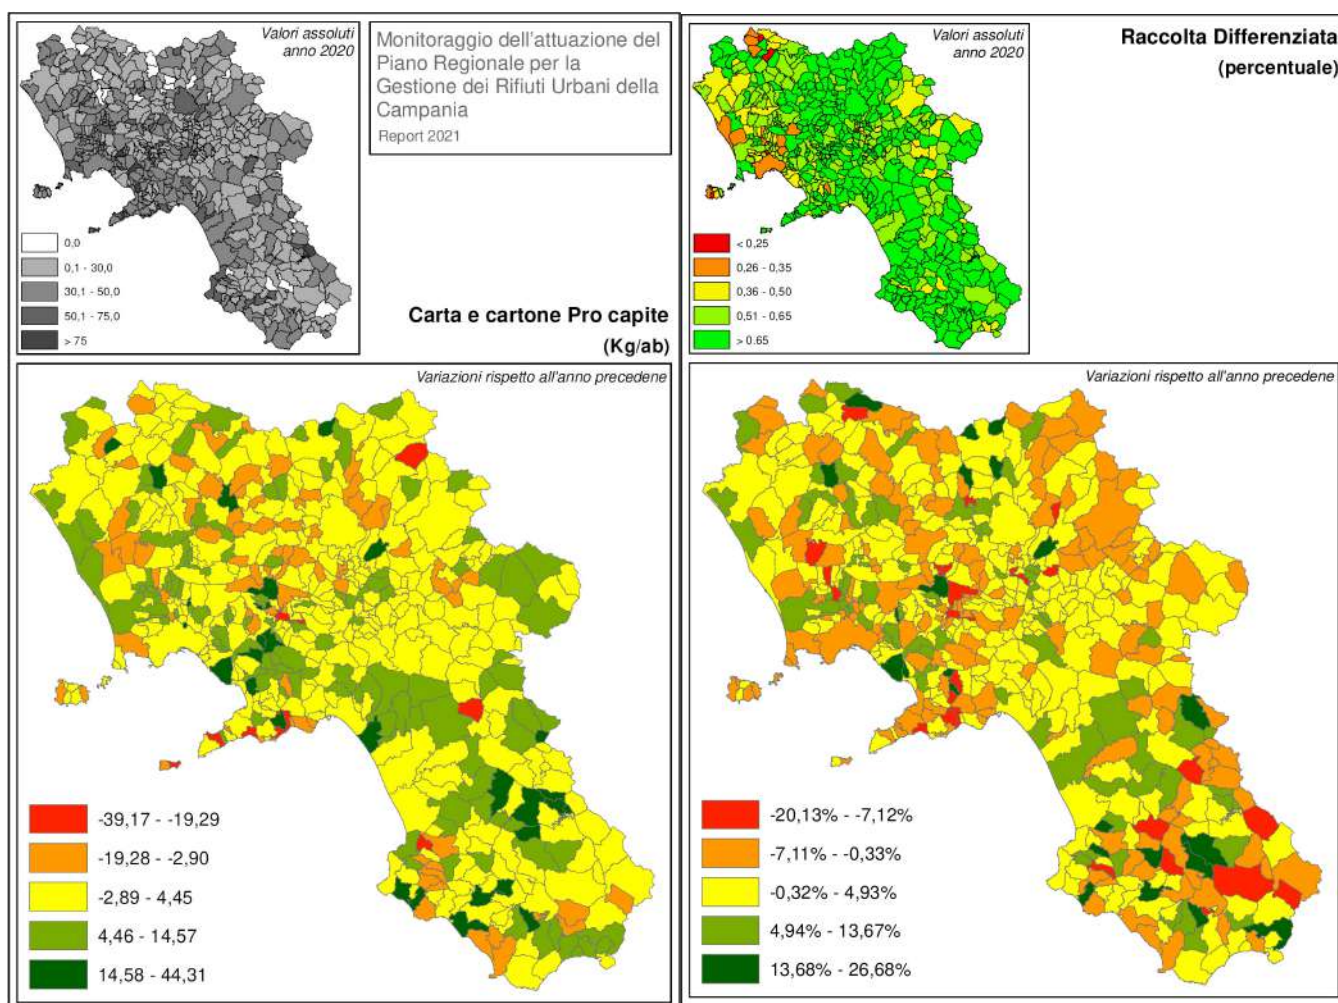 Valori assoluti
anno 2020
0,0
0,1 - 30,0
30,1 - 50,0
50,1 - 75,0
> 75
Monitoraggio dell'attuazione del
Piano Regionale per la
Gestione dei Rifiuti Urbani della
Campania
Report 2021
Carta e cartone Pro capite
(Kg/ab)
Valori assoluti
anno 2020
< 0,25
0,26 - 0,35
0,36 - 0,50
0,51 - 0,65
> 0.65
Raccolta Differenziata
(percentuale)
Variazioni rispetto all'anno precedene
-39,17 - -19,29
-19,28 - -2,90
-2,89 - 4,45
4,46 - 14,57
14,58 - 44,31
Variazioni rispetto all'anno precedene
-20,13% - -7,12%
-7,11% - -0,33%
-0,32% - 4,93%
4,94% - 13,67%
13,68% - 26,68%